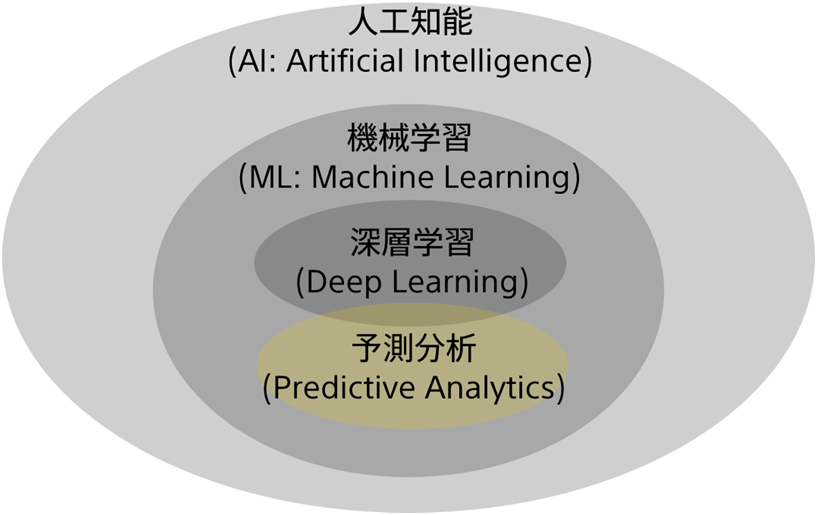 人工知能
(AI: Artificial Intelligence)
機械学習
(ML: Machine Learning)
深層学習
(Deep Learning)
予測分析
(Predictive Analytics)